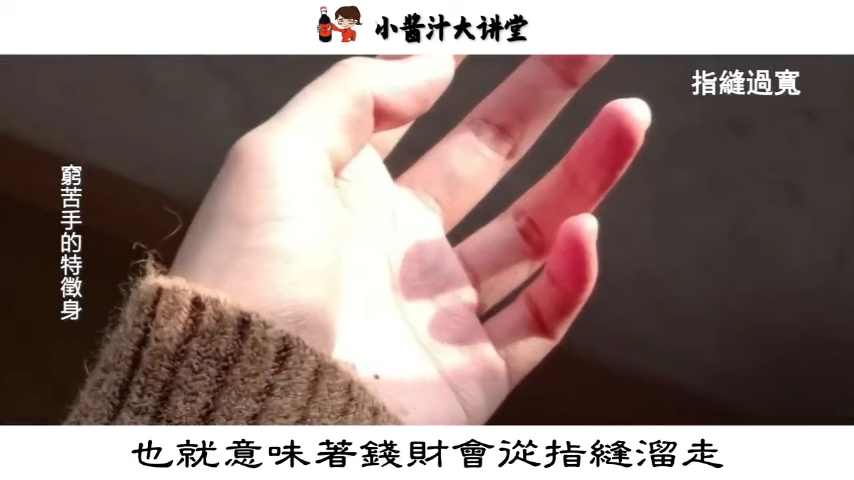 小酱汁大讲堂
指縫過寬
窮苦手的特徵身
也就意味著錢財會從指縫溜走